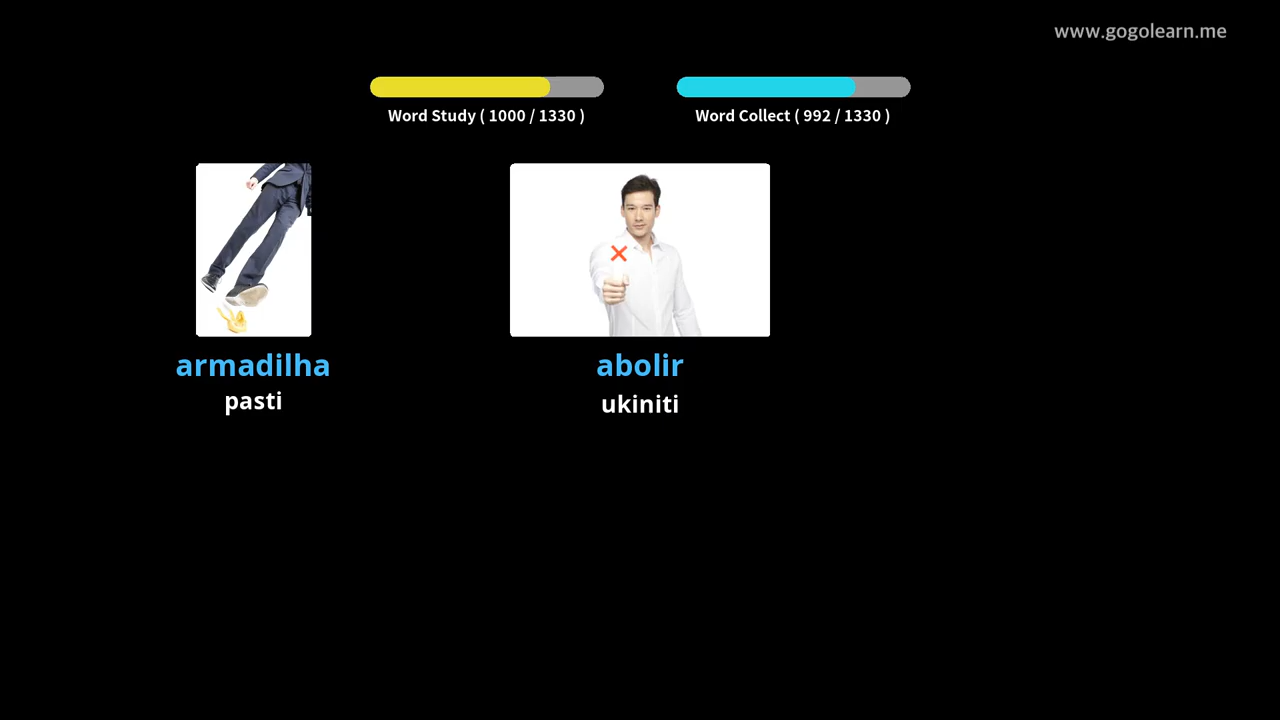 www.gogolearn.me
Word Study ( 1000 / 1330 )
Word Collect ( 992 / 1330 )
armadilha
pasti
abolir
ukiniti